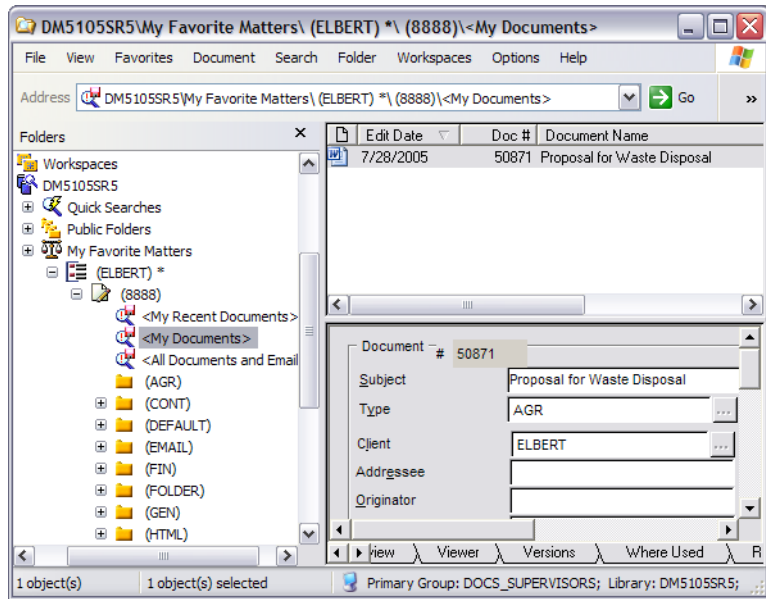 DM5105SR5\My Favorite Matters\ (ELBERT) *\ (8888)\<My Documents>
File View Favorites Document Search Folder Workspaces Options Help
Address DM5105SR5\My Favorite Matters\ (ELBERT) *\ (8888)\<My Documents> Go »
Folders x
Workspaces
DM5105SR5
Quick Searches
Public Folders
My Favorite Matters
(ELBERT) *
(8888)
<My Recent Documents>
<My Documents>
<All Documents and Email
(AGR)
(CONT)
(DEFAULT)
(EMAIL)
(FIN)
(FOLDER)
(GEN)
(HTML)
Edit Date Doc # Document Name
7/28/2005 50871 Proposal for Waste Disposal
Document # 50871
Subject Proposal for Waste Disposal
Type AGR ...
Client ELBERT ...
Addressee
Originator
view Viewer Versions Where Used R
1 object(s) 1 object(s) selected Primary Group: DOCS_SUPERVISORS; Library: DM5105SR5;